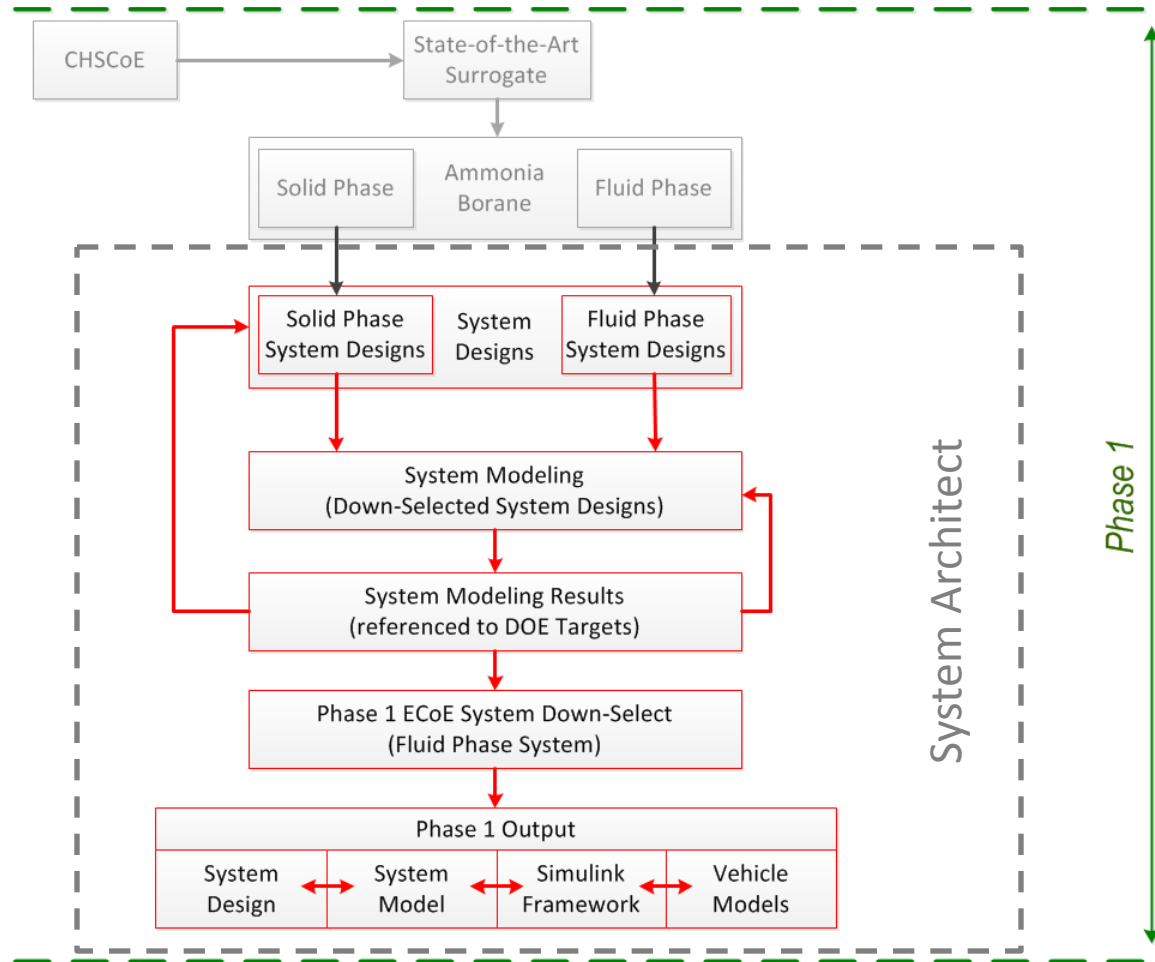 CHSCoE
State-of-the-Art
Surrogate
Solid Phase
Ammonia
Borane
Fluid Phase
Solid Phase
System Designs
System
Designs
Fluid Phase
System Designs
System Modeling
(Down-Selected System Designs)
System Modeling Results
(referenced to DOE Targets)
Phase 1 ECoE System Down-Select
(Fluid Phase System)
Phase 1 Output
System
Design
System
Model
Simulink
Framework
Vehicle
Models
System Architect
Phase 1